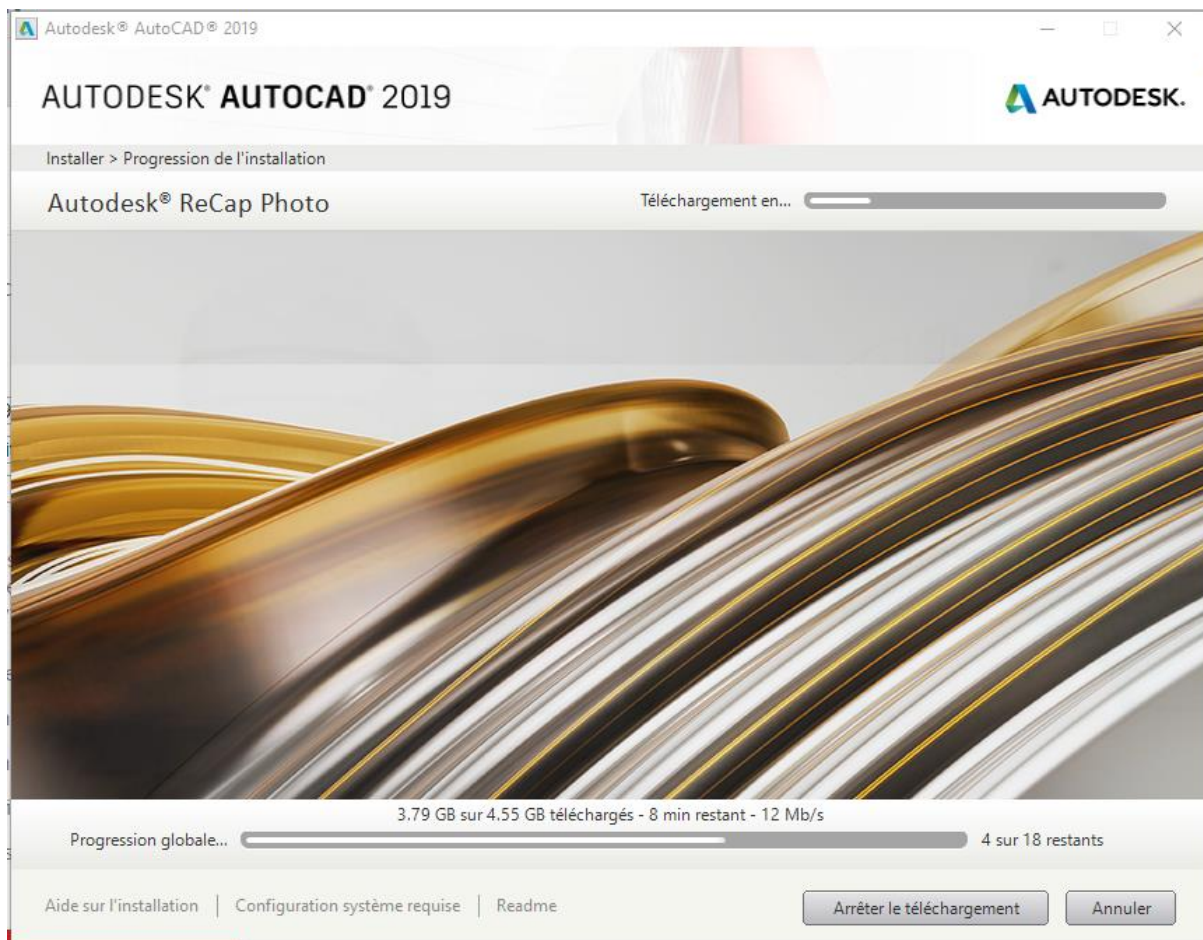 Autodesk® AutoCAD® 2019
AUTODESK® AUTOCAD® 2019
AUTODESK.
Installer > Progression de l'installation
Autodesk® ReCap Photo
Téléchargement en...
3.79 GB sur 4.55 GB téléchargés - 8 min restant - 12 Mb/s
Progression globale...
4 sur 18 restants
Aide sur l'installation | Configuration système requise | Readme
Arrêter le téléchargement
Annuler